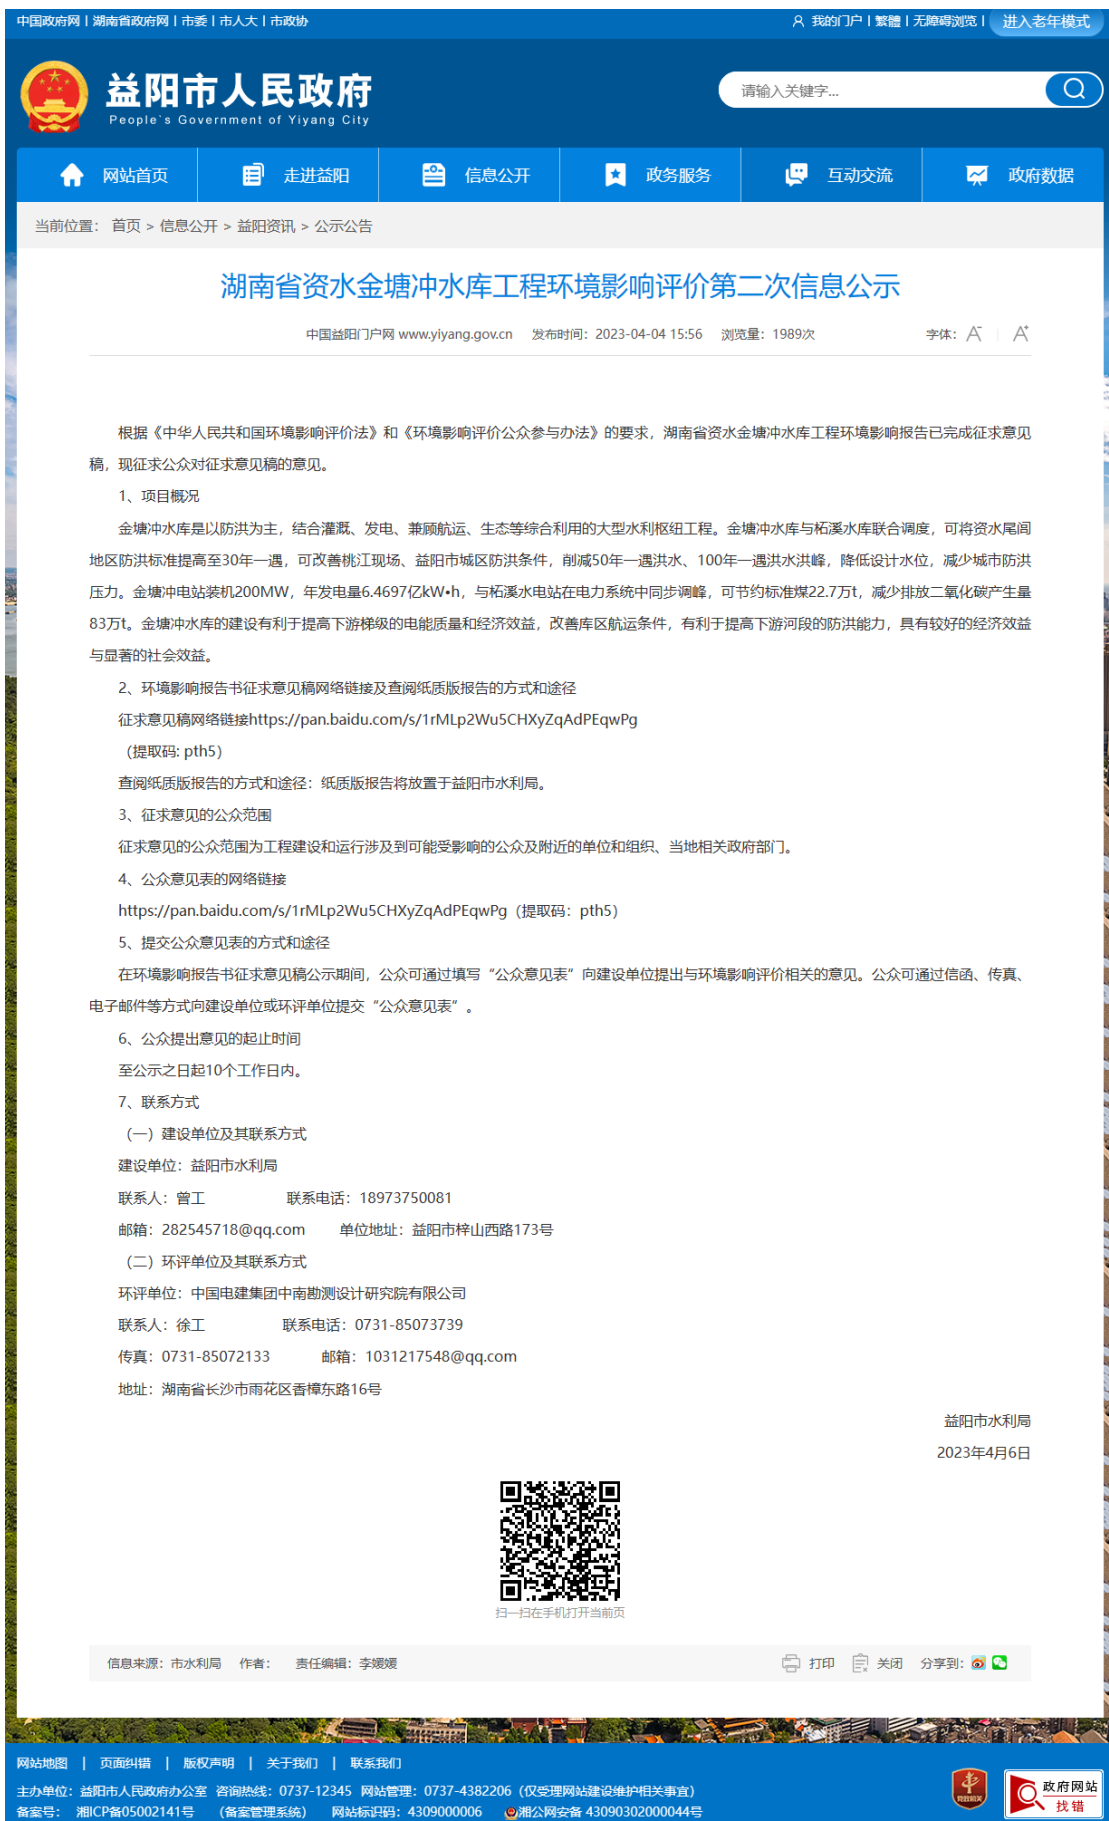 中国政府网 | 湖南省政府网 | 市委 | 市人大 | 市政协
我的门户 | 繁體 | 无障碍浏览 | 进入老年模式
益阳市人民政府
People`s Government of Yiyang City
请输入关键字...
网站首页 走进益阳 信息公开 政务服务 互动交流 政府数据
当前位置： 首页 > 信息公开 > 益阳资讯 > 公示公告
湖南省资水金塘冲水库工程环境影响评价第二次信息公示
中国益阳门户网 www.yiyang.gov.cn 发布时间：2023-04-04 15:56 浏览量：1989次 字体：A- | A+
根据《中华人民共和国环境影响评价法》和《环境影响评价公众参与办法》的要求，湖南省资水金塘冲水库工程环境影响报告已完成征求意见
稿，现征求公众对征求意见稿的意见。
1、项目概况
金塘冲水库是以防洪为主，结合灌溉、发电、兼顾航运、生态等综合利用的大型水利枢纽工程。金塘冲水库与柘溪水库联合调度，可将资水尾闾
地区防洪标准提高至30年一遇，可改善桃江现场、益阳市城区防洪条件，削减50年一遇洪水、100年一遇洪水洪峰，降低设计水位，减少城市防洪
压力。金塘冲电站装机200MW，年发电量6.4697亿kW•h，与柘溪水电站在电力系统中同步调峰，可节约标准煤22.7万t，减少排放二氧化碳产生量
83万t。金塘冲水库的建设有利于提高下游梯级的电能质量和经济效益，改善库区航运条件，有利于提高下游河段的防洪能力，具有较好的经济效益
与显著的社会效益。
2、环境影响报告书征求意见稿网络链接及查阅纸质版报告的方式和途径
征求意见稿网络链接https://pan.baidu.com/s/1rMLp2Wu5CHXyZqAdPEqwPg
（提取码: pth5）
查阅纸质版报告的方式和途径：纸质版报告将放置于益阳市水利局。
3、征求意见的公众范围
征求意见的公众范围为工程建设和运行涉及到可能受影响的公众及附近的单位和组织、当地相关政府部门。
4、公众意见表的网络链接
https://pan.baidu.com/s/1rMLp2Wu5CHXyZqAdPEqwPg（提取码：pth5）
5、提交公众意见表的方式和途径
在环境影响报告书征求意见稿公示期间，公众可通过填写“公众意见表”向建设单位提出与环境影响评价相关的意见。公众可通过信函、传真、
电子邮件等方式向建设单位或环评单位提交“公众意见表”。
6、公众提出意见的起止时间
至公示之日起10个工作日内。
7、联系方式
（一）建设单位及其联系方式
建设单位：益阳市水利局
联系人：曾工 联系电话：18973750081
邮箱：282545718@qq.com 单位地址：益阳市梓山西路173号
（二）环评单位及其联系方式
环评单位：中国电建集团中南勘测设计研究院有限公司
联系人：徐工 联系电话：0731-85073739
传真：0731-85072133 邮箱：1031217548@qq.com
地址：湖南省长沙市雨花区香樟东路16号
益阳市水利局
2023年4月6日
扫一扫在手机打开当前页
信息来源：市水利局 作者： 责任编辑：李媛媛 打印 关闭 分享到：
网站地图 | 页面纠错 | 版权声明 | 关于我们 | 联系我们
主办单位：益阳市人民政府办公室 咨询热线：0737-12345 网站管理：0737-4382206（仅受理网站建设维护相关事宜）
备案号： 湘ICP备05002141号 （备案管理系统） 网站标识码：4309000006 湘公网安备 43090302000044号
党政机关
政府网站
找错